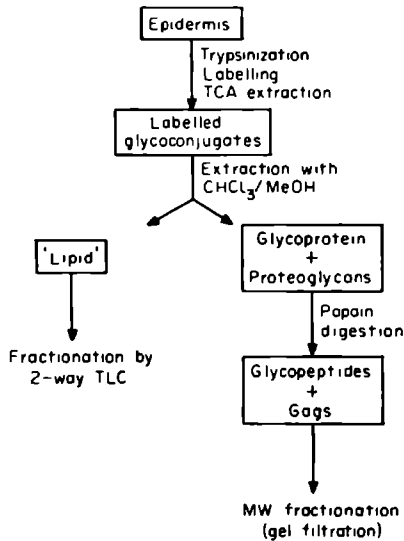 Epidermis
Trypsinization
Labelling
TCA extraction
Labelled
glycoconjugates
Extraction with
CHCl3/MeOH
'Lipid'
Fractionation by
2-way TLC
Glycoprotein
+
Proteoglycans
Papain
digestion
Glycopeptides
+
Gags
MW fractionation
(gel filtration)